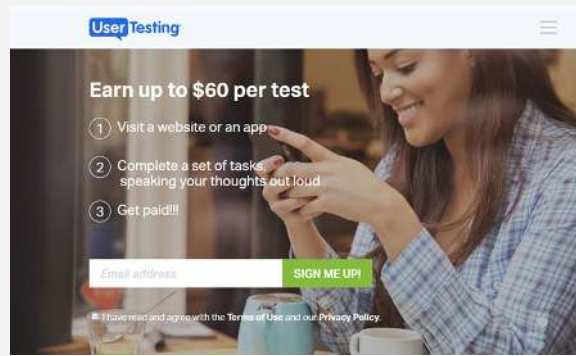 UserTesting
Earn up to $60 per test
1 Visit a website or an app
2 Complete a set of tasks,
speaking your thoughts out loud
3 Get paid!!!
Email address
SIGN ME UP!
I have read and agree with the Terms of Use and our Privacy Policy.